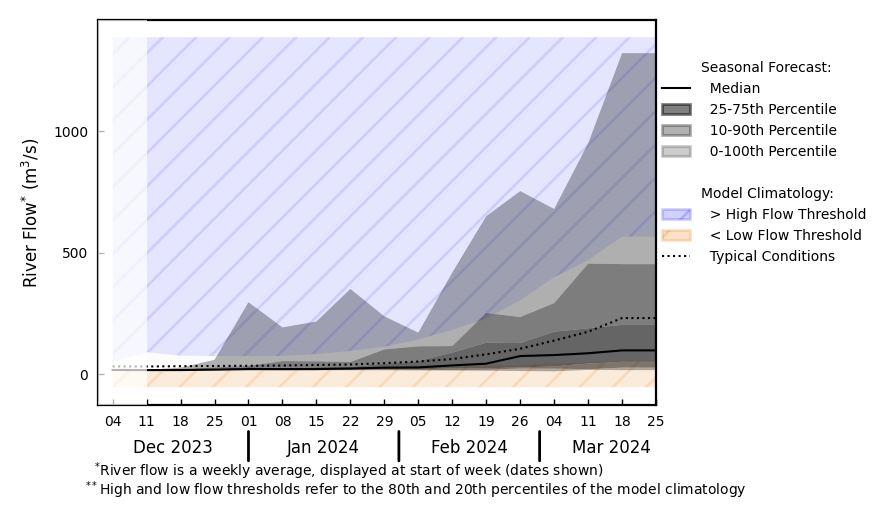 River Flow* (m³/s)
1000
500
0
04 11 18 25 01 08 15 22 29 05 12 19 26 04 11 18 25
Dec 2023 Jan 2024 Feb 2024 Mar 2024
*River flow is a weekly average, displayed at start of week (dates shown)
**High and low flow thresholds refer to the 80th and 20th percentiles of the model climatology
Seasonal Forecast:
Median
25-75th Percentile
10-90th Percentile
0-100th Percentile
Model Climatology:
> High Flow Threshold
< Low Flow Threshold
Typical Conditions